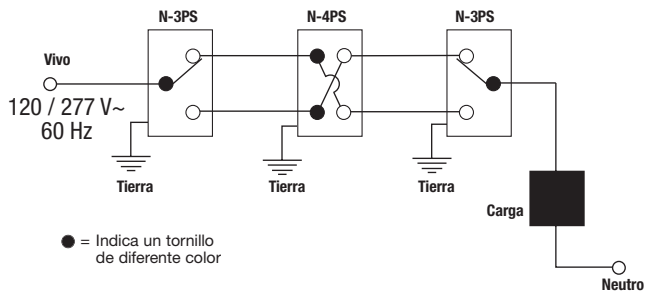 N-3PS
N-4PS
N-3PS
Vivo
120 / 277 V~
60 Hz
Tierra
Tierra
Tierra
Carga
= Indica un tornillo
de diferente color
Neutro